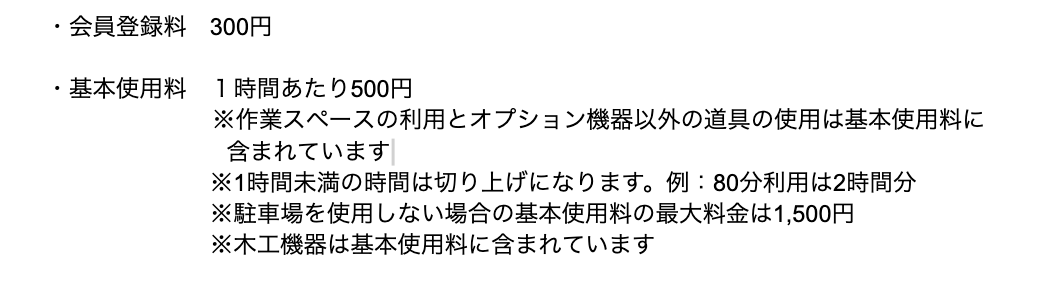 ・会員登録料　300円
・基本使用料　１時間あたり500円
※作業スペースの利用とオプション機器以外の道具の使用は基本使用料に
含まれています
※1時間未満の時間は切り上げになります。例：80分利用は2時間分
※駐車場を使用しない場合の基本使用料の最大料金は1,500円
※木工機器は基本使用料に含まれています